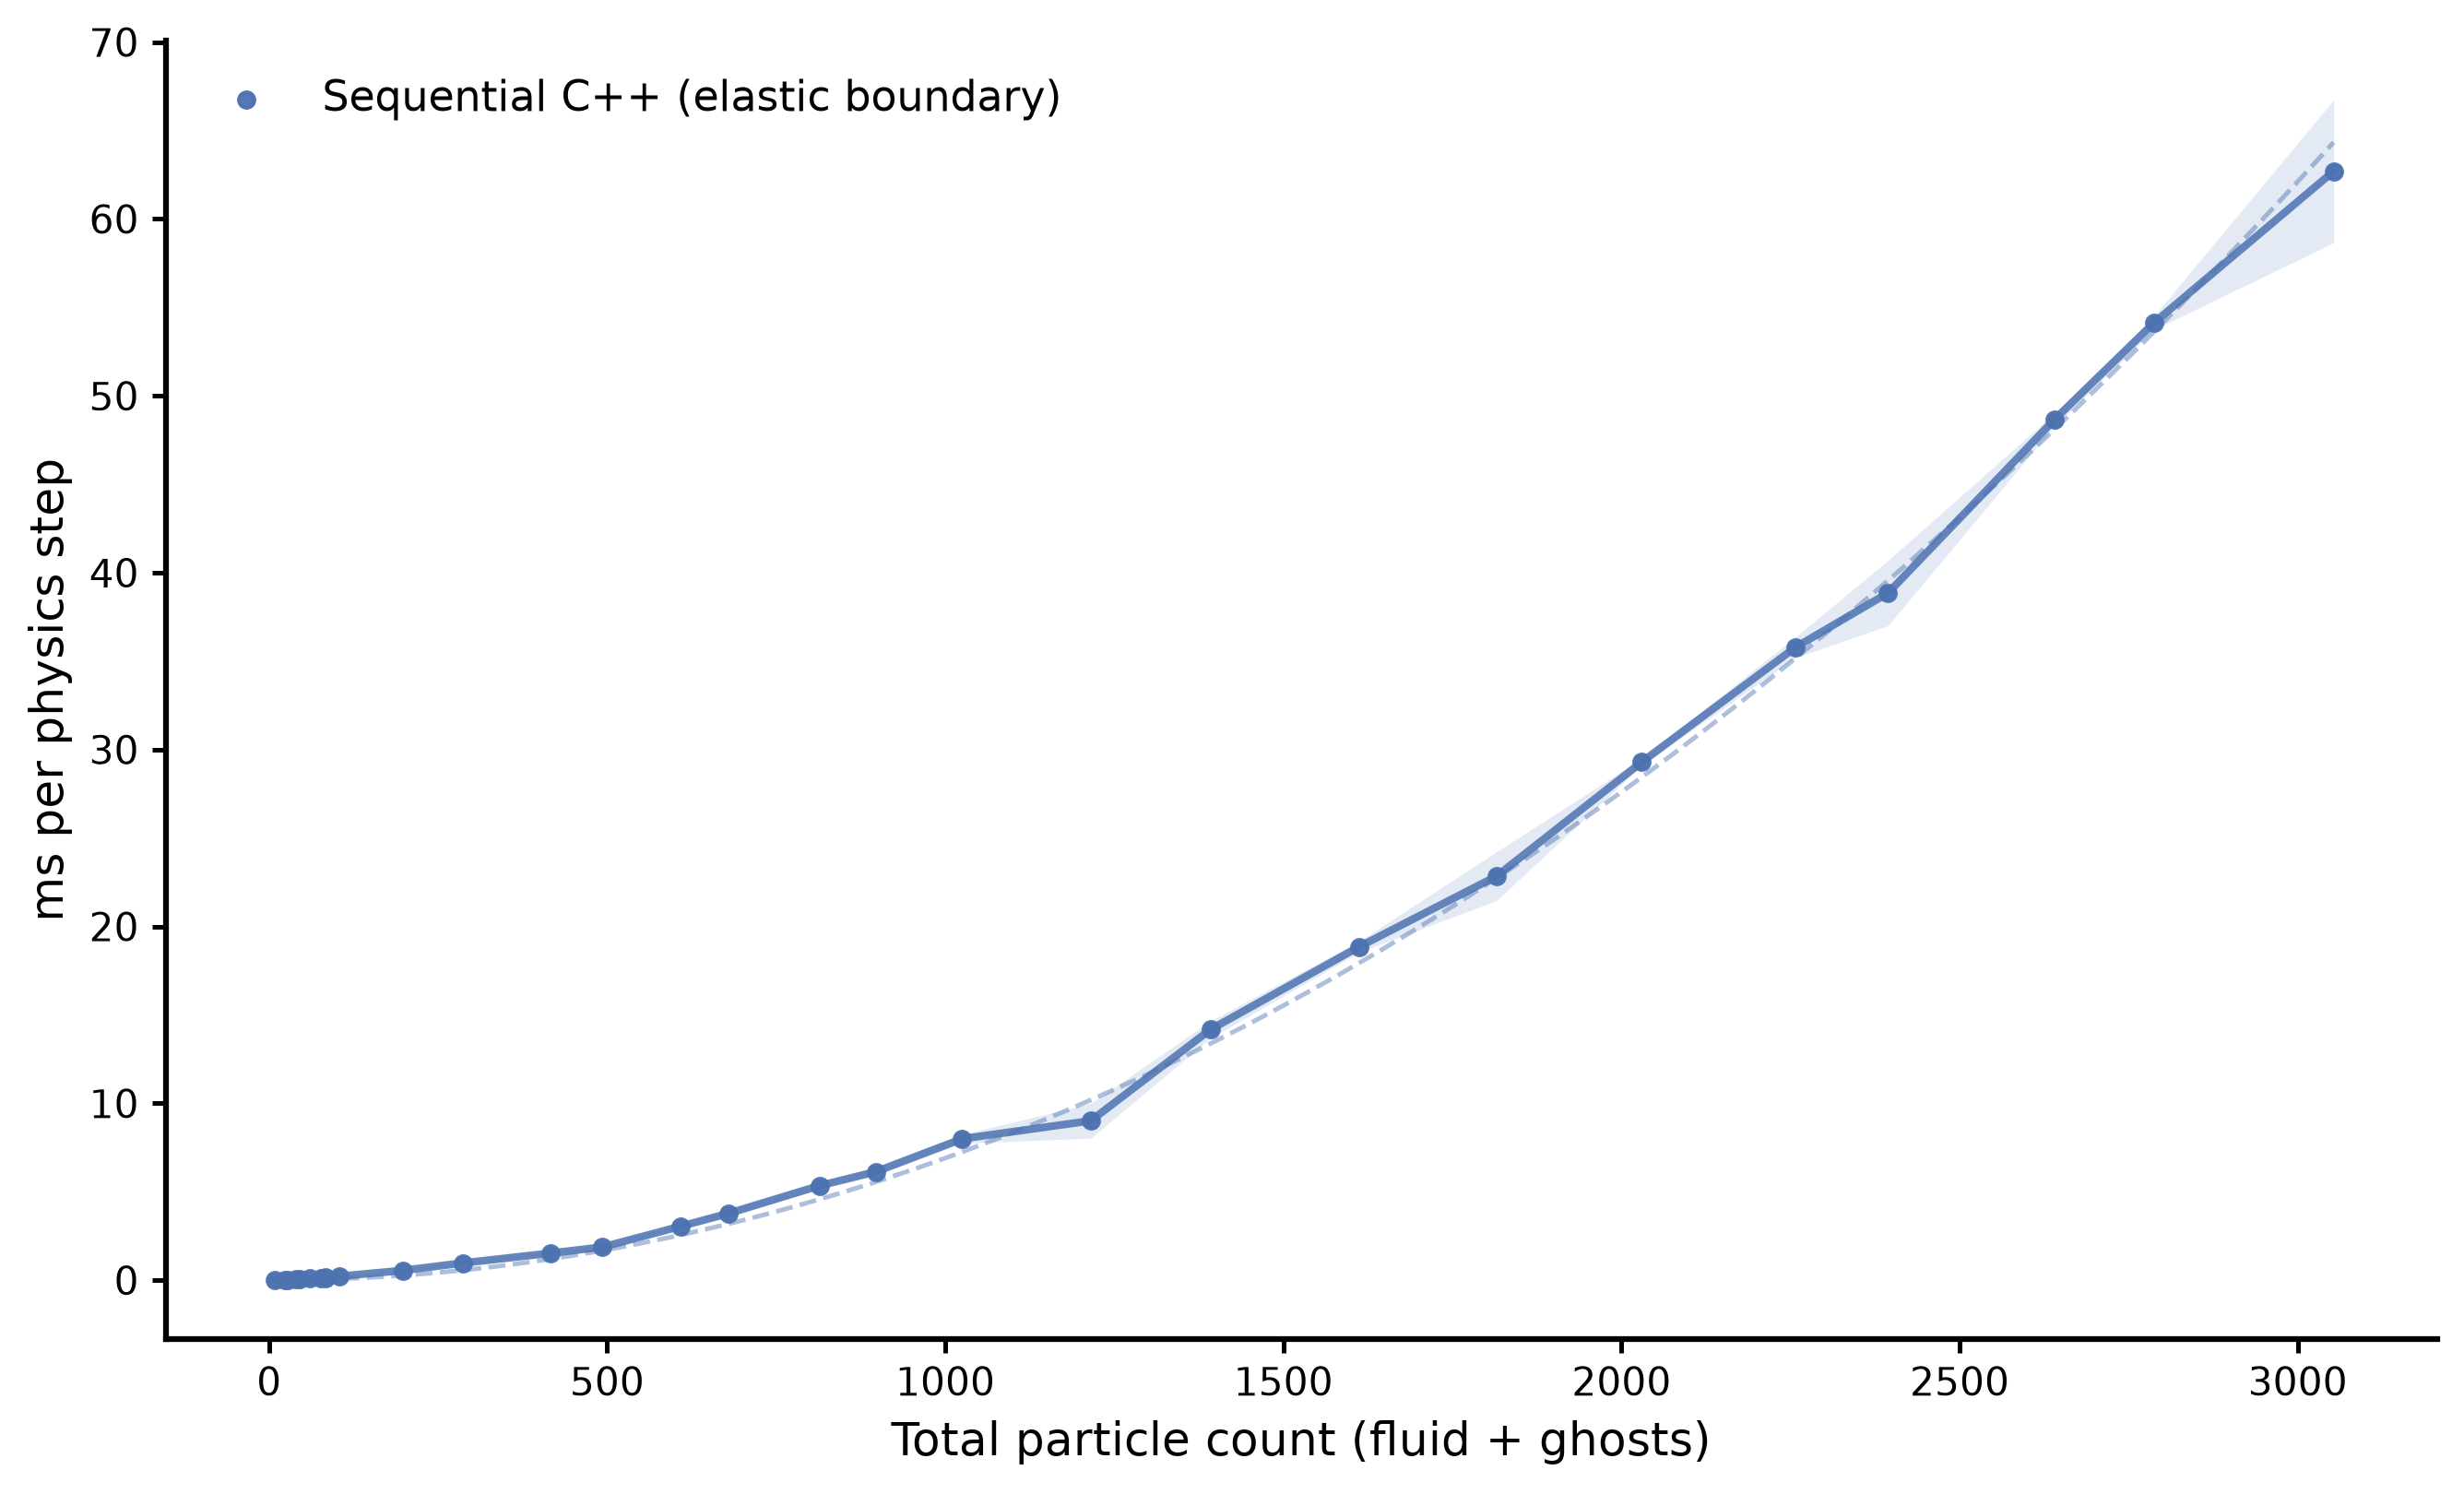 70
Sequential C++ (elastic boundary)
60
50
40
30
20
10
0
ms per physics step
0 500 1000 1500 2000 2500 3000
Total particle count (fluid + ghosts)